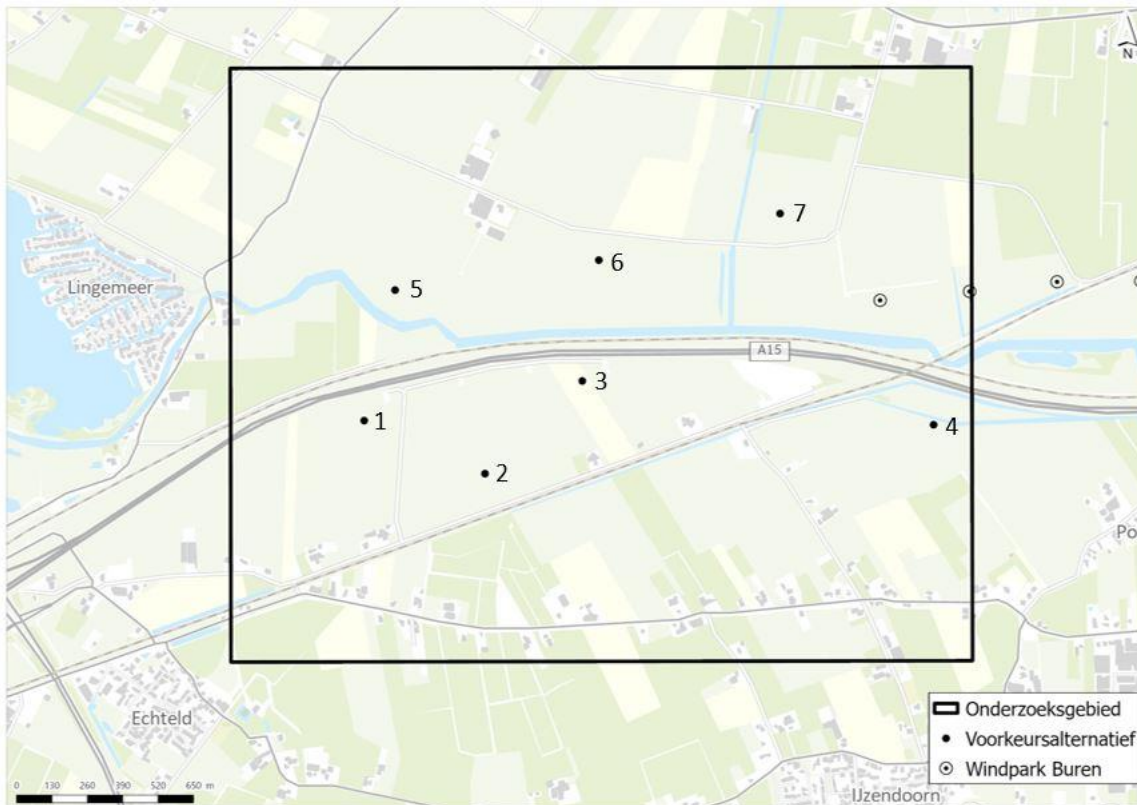 N
7
6
Lingemeer
5
A15
3
1
4
2
Po
Onderzoeksgebied
Voorkeursalternatief
Windpark Buren
Echteld
0 130 260 390 520 650 m
IJzendoorn